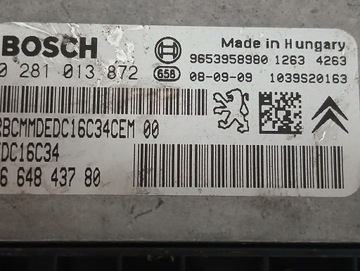 BOSCH
Made in Hungary
0 281 013 872
9653958980 1263 4263
658
08-09-09
1039S20163
RBCMMDEDC16C34CEM 00
EDC16C34
96 648 437 80